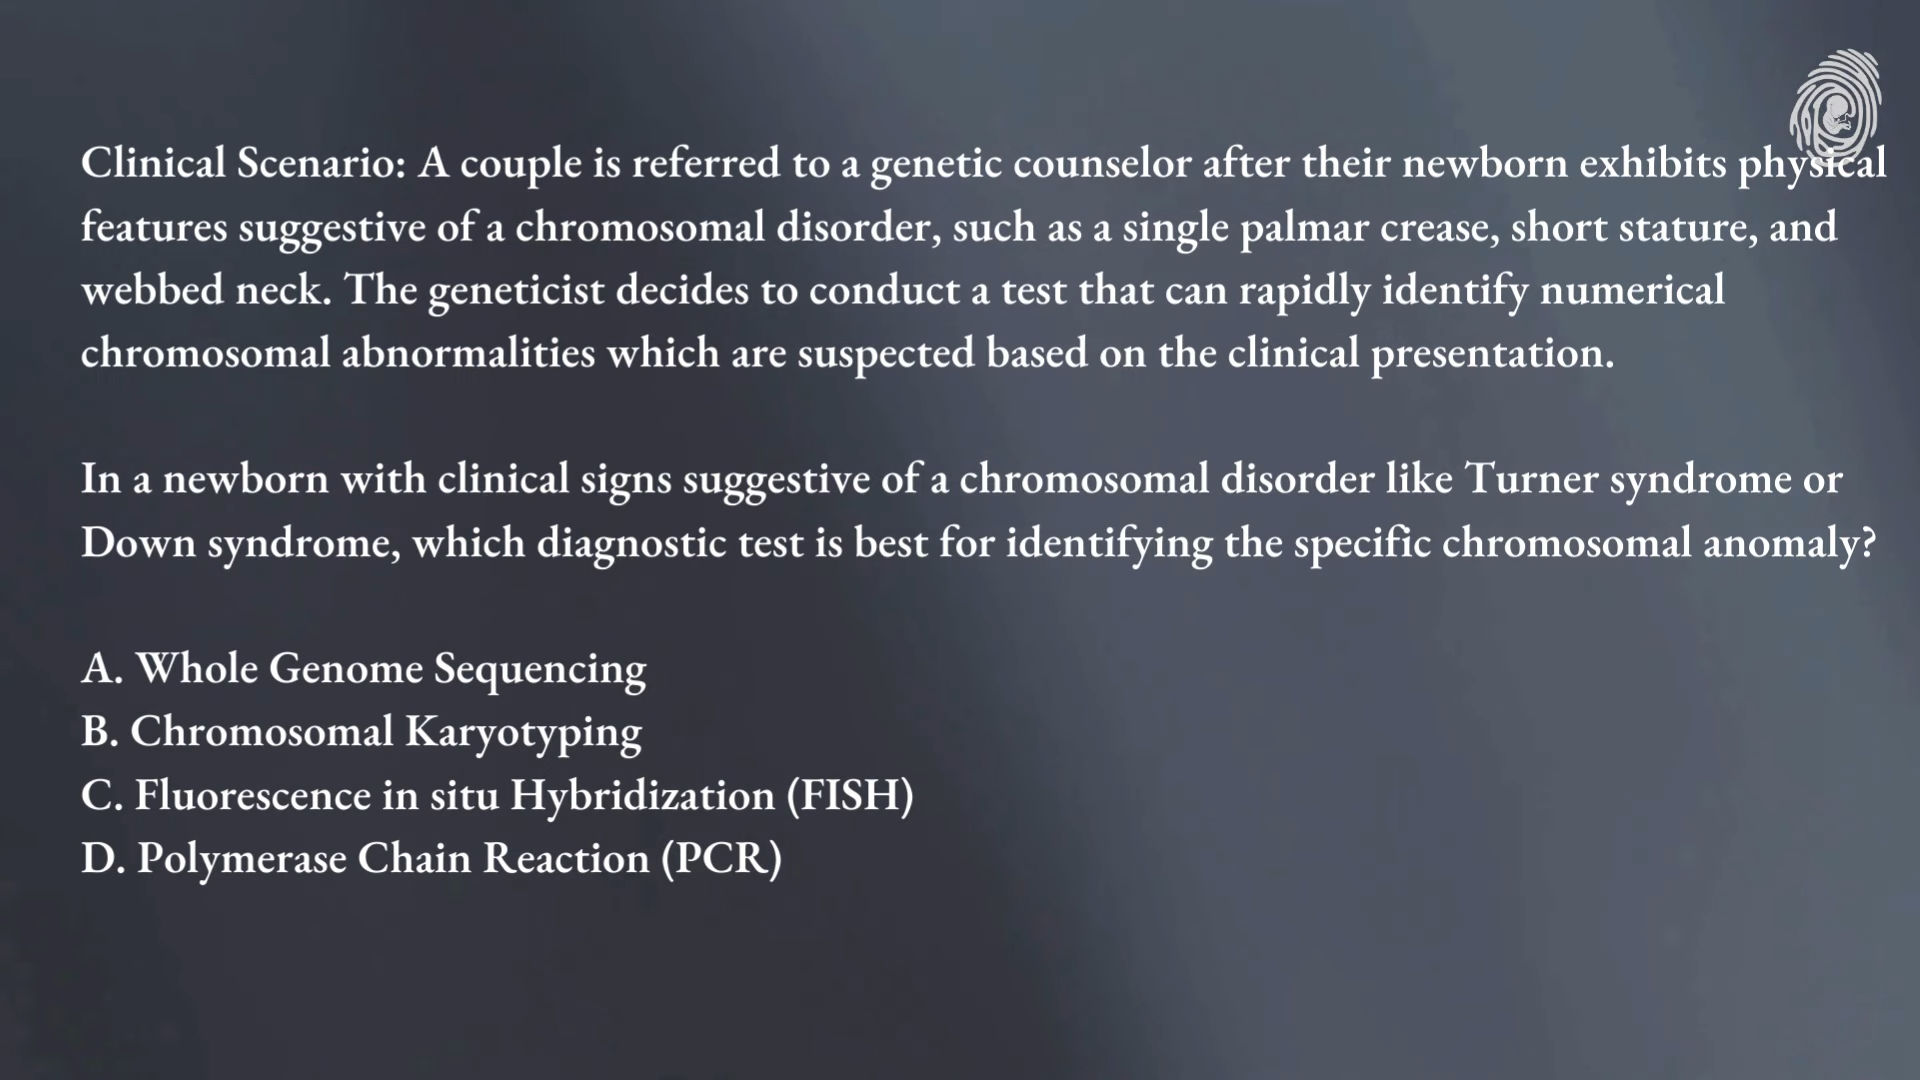 Clinical Scenario: A couple is referred to a genetic counselor after their newborn exhibits physical
features suggestive of a chromosomal disorder, such as a single palmar crease, short stature, and
webbed neck. The geneticist decides to conduct a test that can rapidly identify numerical
chromosomal abnormalities which are suspected based on the clinical presentation.
In a newborn with clinical signs suggestive of a chromosomal disorder like Turner syndrome or
Down syndrome, which diagnostic test is best for identifying the specific chromosomal anomaly?
A. Whole Genome Sequencing
B. Chromosomal Karyotyping
C. Fluorescence in situ Hybridization (FISH)
D. Polymerase Chain Reaction (PCR)